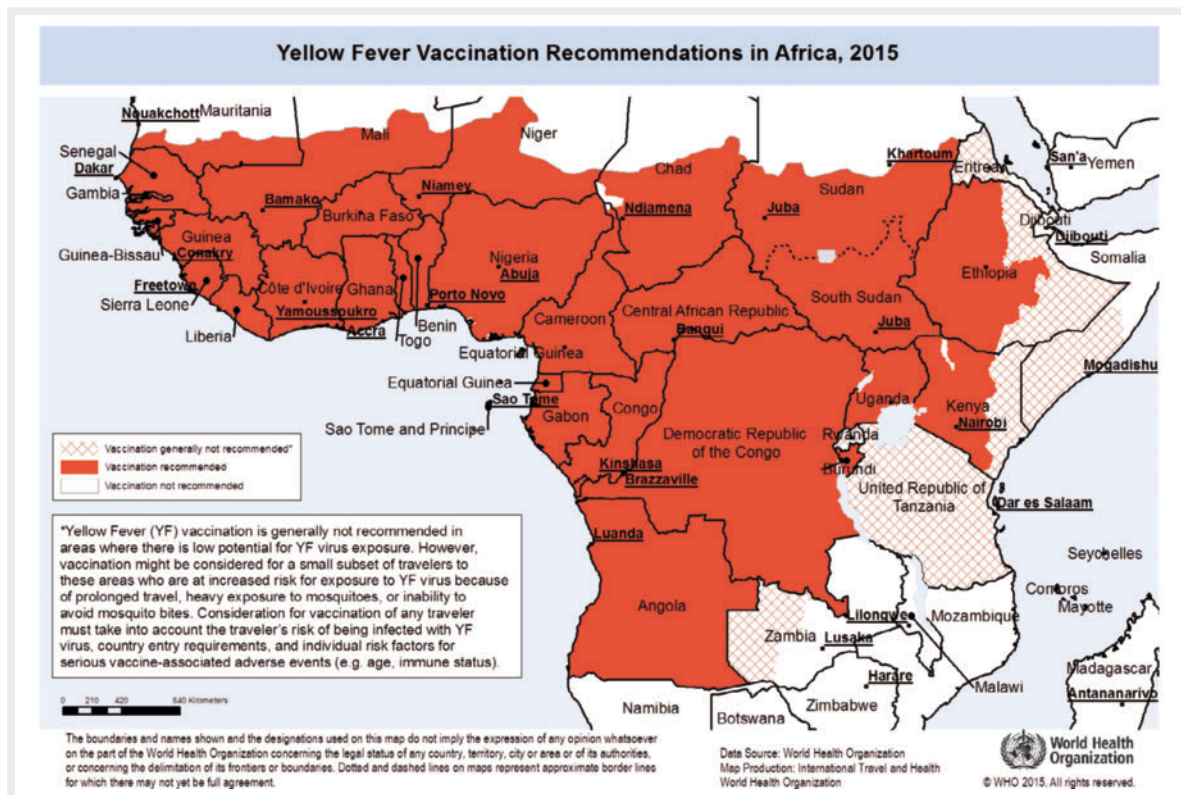 Yellow Fever Vaccination Recommendations in Africa, 2015
Nouakchott
Mauritania
Mali
Niger
Chad
Khartoum
Eritrea
San'a
Yemen
Senegal
Dakar
Gambia
Bamako
Niamey
Burkina Faso
Ndjamena
Sudan
Juba
Djibouti
Djibouti
Guinea
Conakry
Guinea-Bissau
Nigeria
Abuja
Ethiopia
Somalia
Freetown
Sierra Leone
Côte d'Ivoire
Ghana
Yamoussoukro
Porto Novo
South Sudan
Juba
Liberia
Accra
Togo
Benin
Cameroon
Central African Republic
Bangui
Equatorial Guinea
Mogadishu
Equatorial Guinea
Sao Tome
Gabon
Congo
Uganda
Kenya
Nairobi
Sao Tome and Principe
Democratic Republic
of the Congo
Rwanda
Burundi
Kinshasa
Brazzaville
United Republic of
Tanzania
Dar es Salaam
Vaccination generally not recommended*
Vaccination recommended
Vaccination not recommended
Luanda
Seychelles
Comoros
Mayotte
*Yellow Fever (YF) vaccination is generally not recommended in
areas where there is low potential for YF virus exposure. However,
vaccination might be considered for a small subset of travelers to
these areas who are at increased risk for exposure to YF virus because
of prolonged travel, heavy exposure to mosquitoes, or inability to
avoid mosquito bites. Consideration for vaccination of any traveler
must take into account the traveler's risk of being infected with YF
virus, country entry requirements, and individual risk factors for
serious vaccine-associated adverse events (e.g. age, immune status).
Angola
Zambia
Lilongwe
Lusaka
Mozambique
Harare
Malawi
Madagascar
Antananarivo
Namibia
Botswana
Zimbabwe
0 210 420 840 Kilometers
The boundaries and names shown and the designations used on this map do not imply the expression of any opinion whatsoever
on the part of the World Health Organization concerning the legal status of any country, territory, city or area or of its authorities,
or concerning the delimitation of its frontiers or boundaries. Dotted and dashed lines on maps represent approximate border lines
for which there may not yet be full agreement.
Data Source: World Health Organization
Map Production: International Travel and Health
World Health Organization
World Health
Organization
© WHO 2015. All rights reserved.